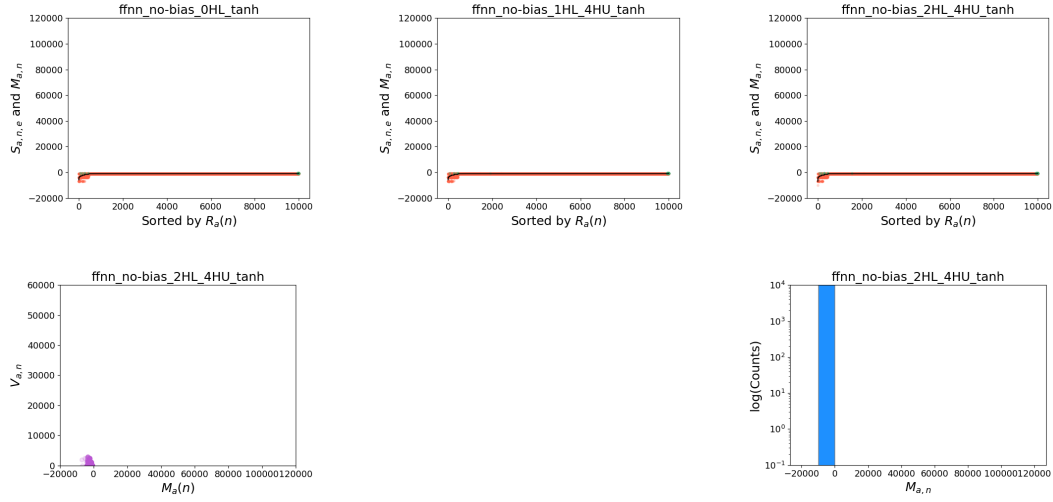 ffnn_no-bias_0HL_tanh
120000
100000
80000
60000
40000
20000
0
−20000
0 2000 4000 6000 8000 10000
S_{a,n,e} and M_{a,n}
Sorted by R_a(n)
ffnn_no-bias_1HL_4HU_tanh
120000
100000
80000
60000
40000
20000
0
−20000
0 2000 4000 6000 8000 10000
S_{a,n,e} and M_{a,n}
Sorted by R_a(n)
ffnn_no-bias_2HL_4HU_tanh
120000
100000
80000
60000
40000
20000
0
−20000
0 2000 4000 6000 8000 10000
S_{a,n,e} and M_{a,n}
Sorted by R_a(n)
ffnn_no-bias_2HL_4HU_tanh
60000
50000
40000
30000
20000
10000
0
−20000 0 20000 40000 60000 80000 100000 120000
V_{a,n}
M_a(n)
ffnn_no-bias_2HL_4HU_tanh
10^4
10^3
10^2
10^1
10^0
10^{−1}
−20000 0 20000 40000 60000 80000 100000 120000
log(Counts)
M_{a,n}